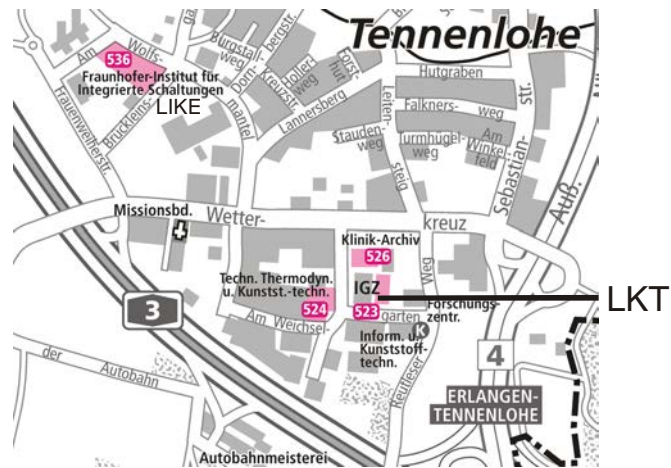 Tennenlohe
Am Wolfs-
mantel
536
Fraunhofer-Institut für
Integrierte Schaltungen
LIKE
Brückleins-
Frauenweiherstr.
Burgstall-
weg
Dorn-
Kreuzstr.
Holler-
weg
Forst-
hut
Lannersberg
Hutgraben
Falkners-
weg
Leiten-
steig
Stauden-
weg
Turmhügel-
weg
Am
Winkel-
feld
Sebastian-
str.
Äuß.
Missionsbd.
Wetter-
kreuz
Klinik-Archiv
526
Techn. Thermodyn.
u. Kunstst.-techn.
524
IGZ
523
LKT
Weg
Forschungs-
zentr.
Am Weichsel-
garten
Inform. u.
Kunststoff-
techn.
K
Reutleser
3
4
der
Autobahn
ERLANGEN-
TENNENLOHE
Autobahnmeisterei